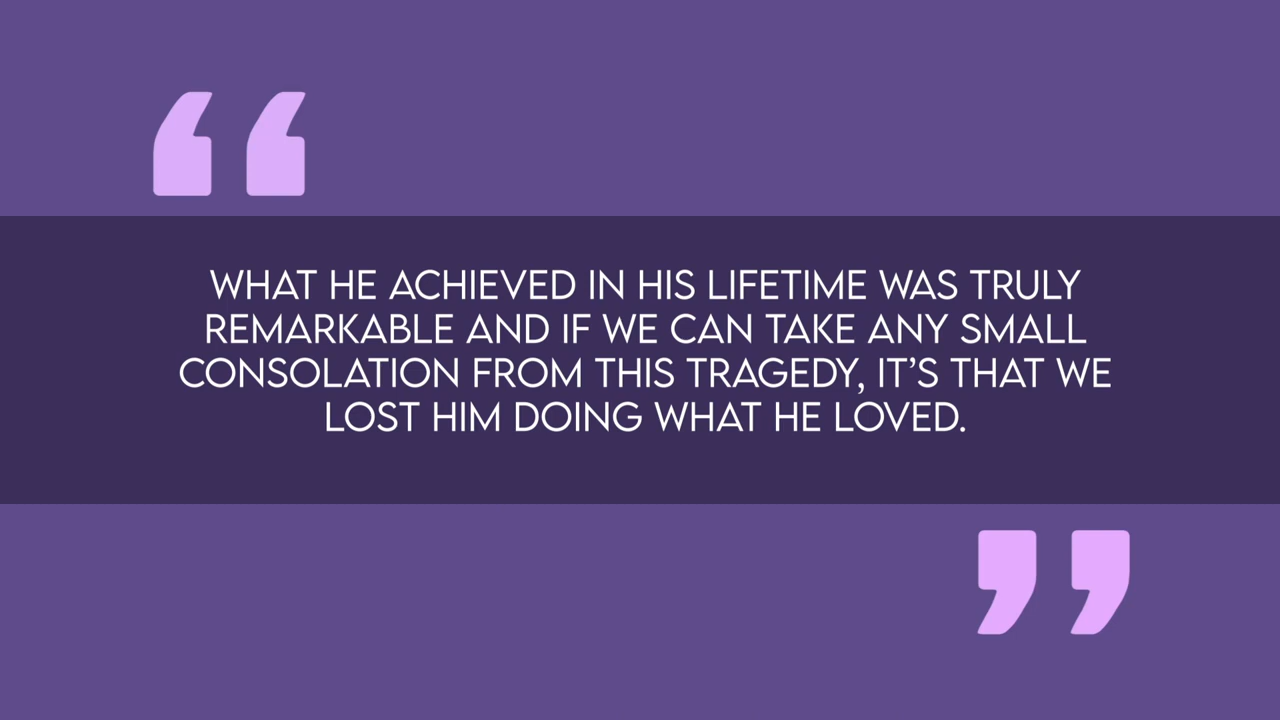 “
WHAT HE ACHIEVED IN HIS LIFETIME WAS TRULY
REMARKABLE AND IF WE CAN TAKE ANY SMALL
CONSOLATION FROM THIS TRAGEDY, IT’S THAT WE
LOST HIM DOING WHAT HE LOVED.
”